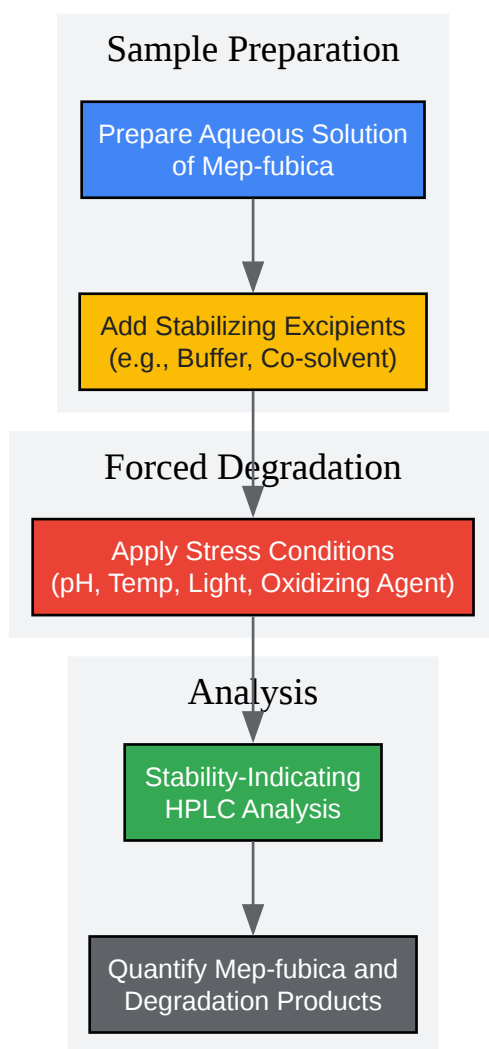 Sample Preparation
Prepare Aqueous Solution
of Mep-fubica
Add Stabilizing Excipients
(e.g., Buffer, Co-solvent)
Forced Degradation
Apply Stress Conditions
(pH, Temp, Light, Oxidizing Agent)
Analysis
Stability-Indicating
HPLC Analysis
Quantify Mep-fubica and
Degradation Products